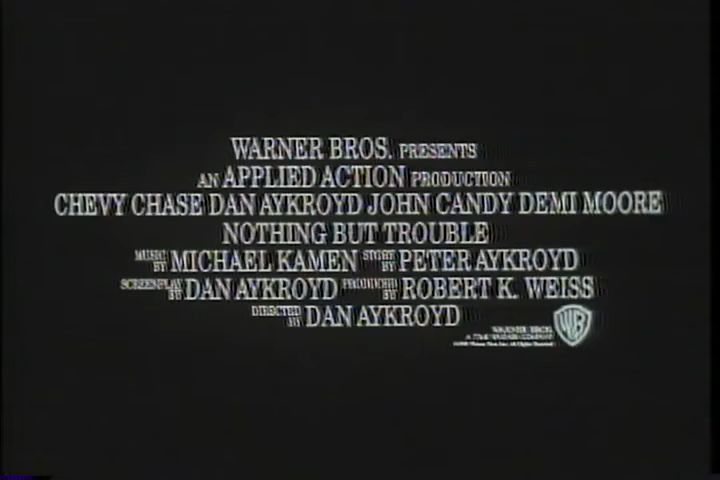 WARNER BROS. PRESENTS
AN APPLIED ACTION PRODUCTION
CHEVY CHASE DAN AYKROYD JOHN CANDY DEMI MOORE
NOTHING BUT TROUBLE
MUSIC BY MICHAEL KAMEN STORY BY PETER AYKROYD
SCREENPLAY BY DAN AYKROYD PRODUCED BY ROBERT K. WEISS
DIRECTED BY DAN AYKROYD
WARNER BROS.
A TIME WARNER COMPANY
WB